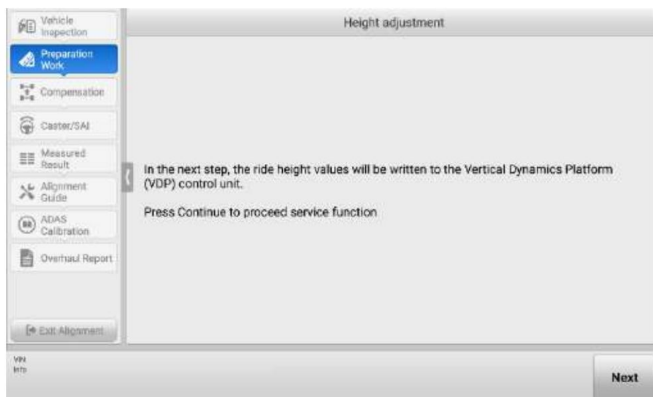 Vehicle
Inspection
Height adjustment
Preparation
Work
Compensation
Caster/SAI
Measured
Result
Alignment
Guide
ADAS
Calibration
Overhaul Report
Exit Alignment
In the next step, the ride height values will be written to the Vertical Dynamics Platform
(VDP) control unit.
Press Continue to proceed service function
VIN
Info
Next